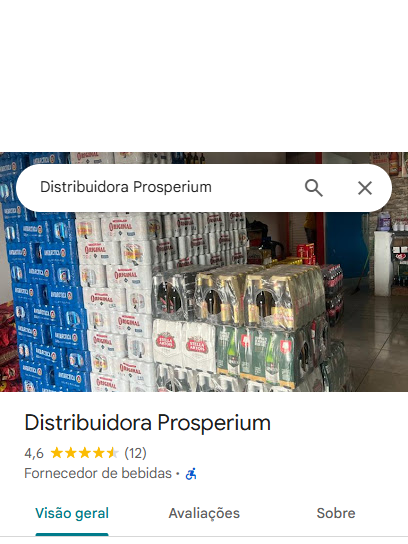 Distribuidora Prosperium
ANTARCTICA
ORIGINAL
STELLA
ARTOIS
Distribuidora Prosperium
4,6 (12)
Fornecedor de bebidas ·
Visão geral
Avaliações
Sobre